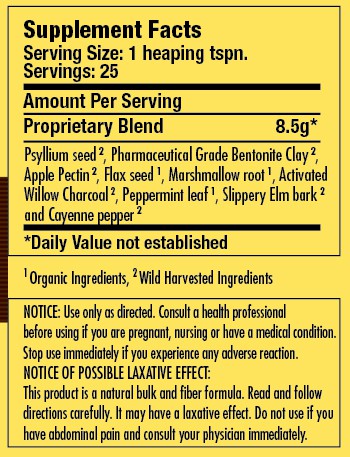 Supplement Facts
Serving Size: 1 heaping tspn.
Servings: 25
Amount Per Serving
Proprietary Blend 8.5g*
Psyllium seed ², Pharmaceutical Grade Bentonite Clay ²,
Apple Pectin ², Flax seed ¹, Marshmallow root ¹, Activated
Willow Charcoal ², Peppermint leaf ¹, Slippery Elm bark ²
and Cayenne pepper ²
*Daily Value not established
¹ Organic Ingredients, ² Wild Harvested Ingredients
NOTICE: Use only as directed. Consult a health professional
before using if you are pregnant, nursing or have a medical condition.
Stop use immediately if you experience any adverse reaction.
NOTICE OF POSSIBLE LAXATIVE EFFECT:
This product is a natural bulk and fiber formula. Read and follow
directions carefully. It may have a laxative effect. Do not use if you
have abdominal pain and consult your physician immediately.